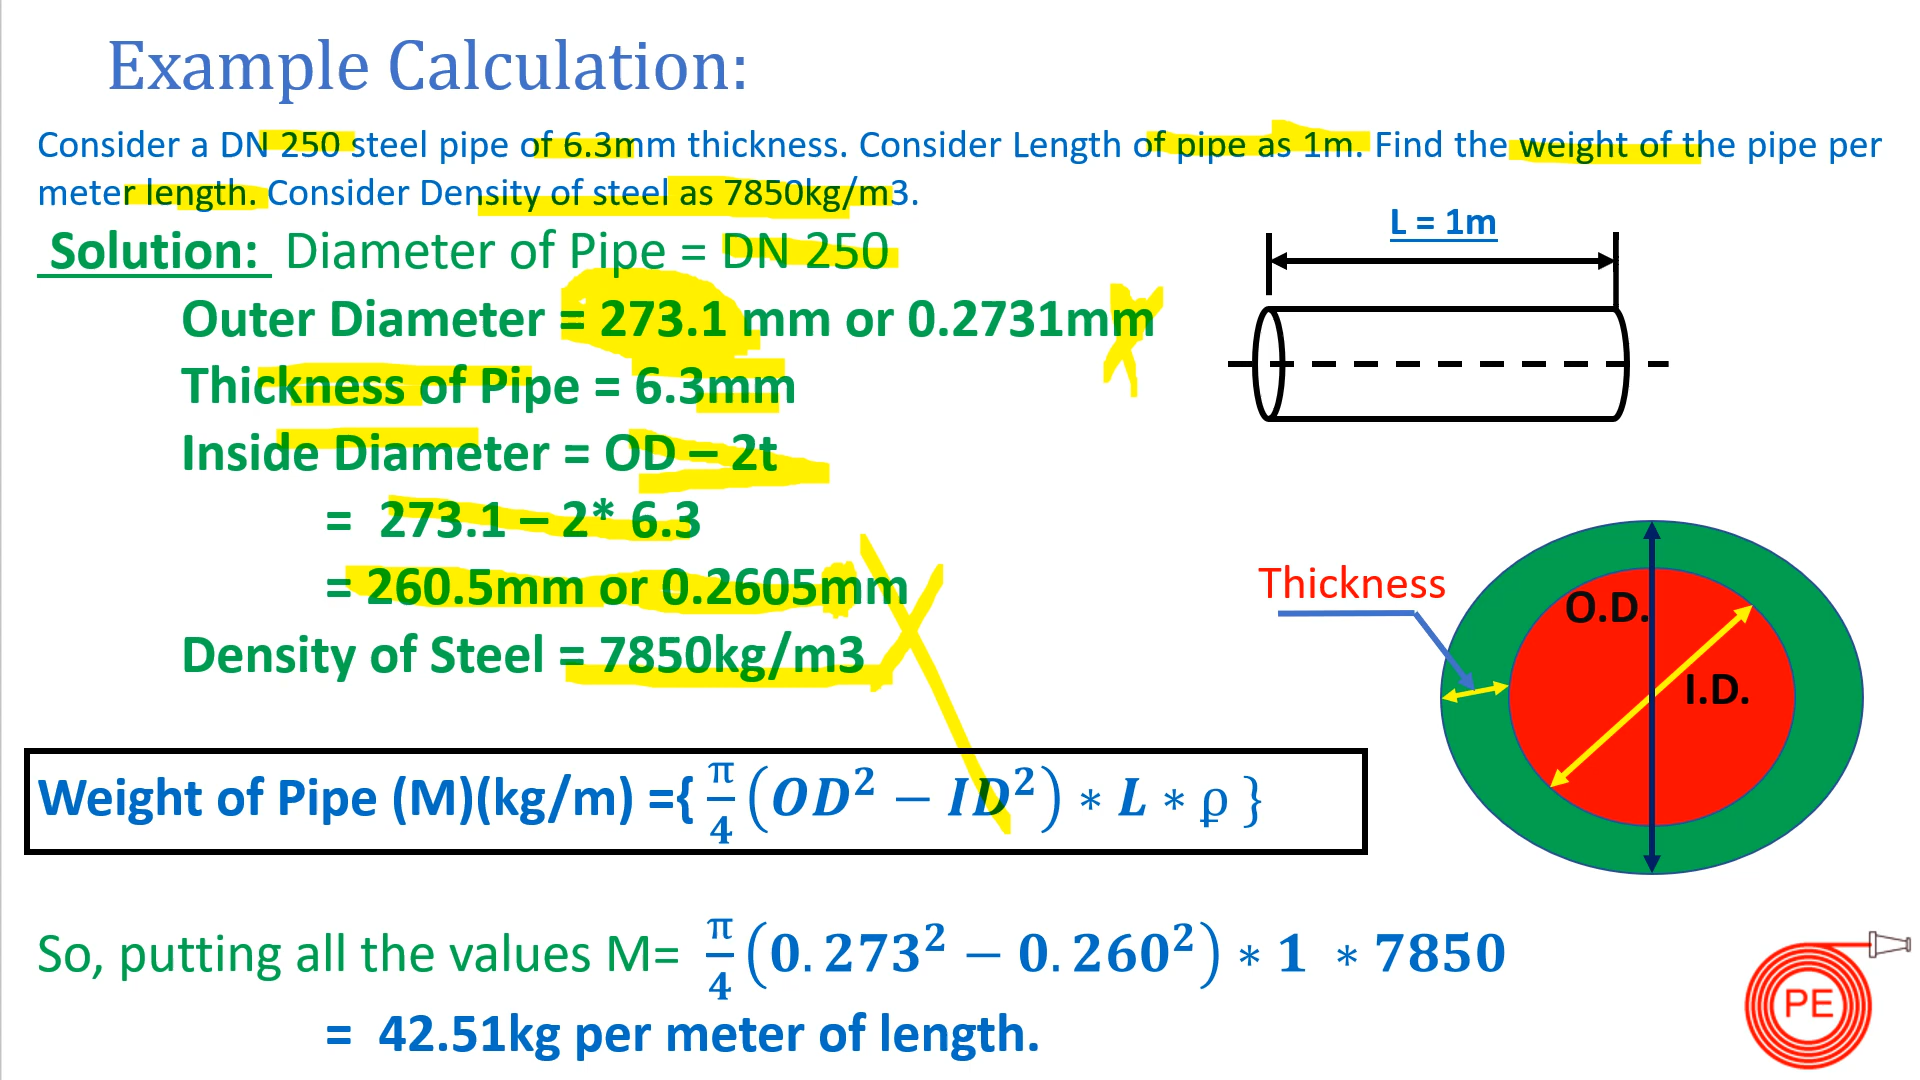 Example Calculation:
Consider a DN 250 steel pipe of 6.3mm thickness. Consider Length of pipe as 1m. Find the weight of the pipe per
meter length. Consider Density of steel as 7850kg/m3.
L = 1m
Solution: Diameter of Pipe = DN 250
Outer Diameter = 273.1 mm or 0.2731mm
Thickness of Pipe = 6.3mm
Inside Diameter = OD – 2t
= 273.1 – 2* 6.3
= 260.5mm or 0.2605mm
Density of Steel = 7850kg/m3
Thickness
O.D.
I.D.
Weight of Pipe (M)(kg/m) ={ π/4 (OD² − ID²) ∗ L ∗ ρ }
So, putting all the values M= π/4 (0.273² − 0.260²) ∗ 1 ∗ 7850
= 42.51kg per meter of length.
PE